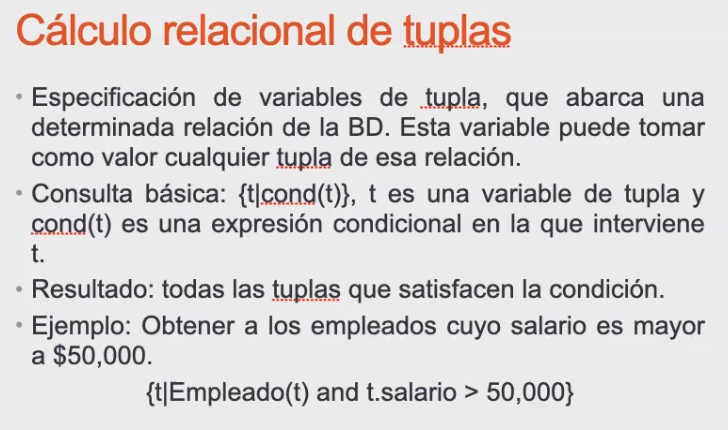 Cálculo relacional de tuplas
• Especificación de variables de tupla, que abarca una
determinada relación de la BD. Esta variable puede tomar
como valor cualquier tupla de esa relación.
• Consulta básica: {t|cond(t)}, t es una variable de tupla y
cond(t) es una expresión condicional en la que interviene
t.
• Resultado: todas las tuplas que satisfacen la condición.
• Ejemplo: Obtener a los empleados cuyo salario es mayor
a $50,000.
{t|Empleado(t) and t.salario > 50,000}